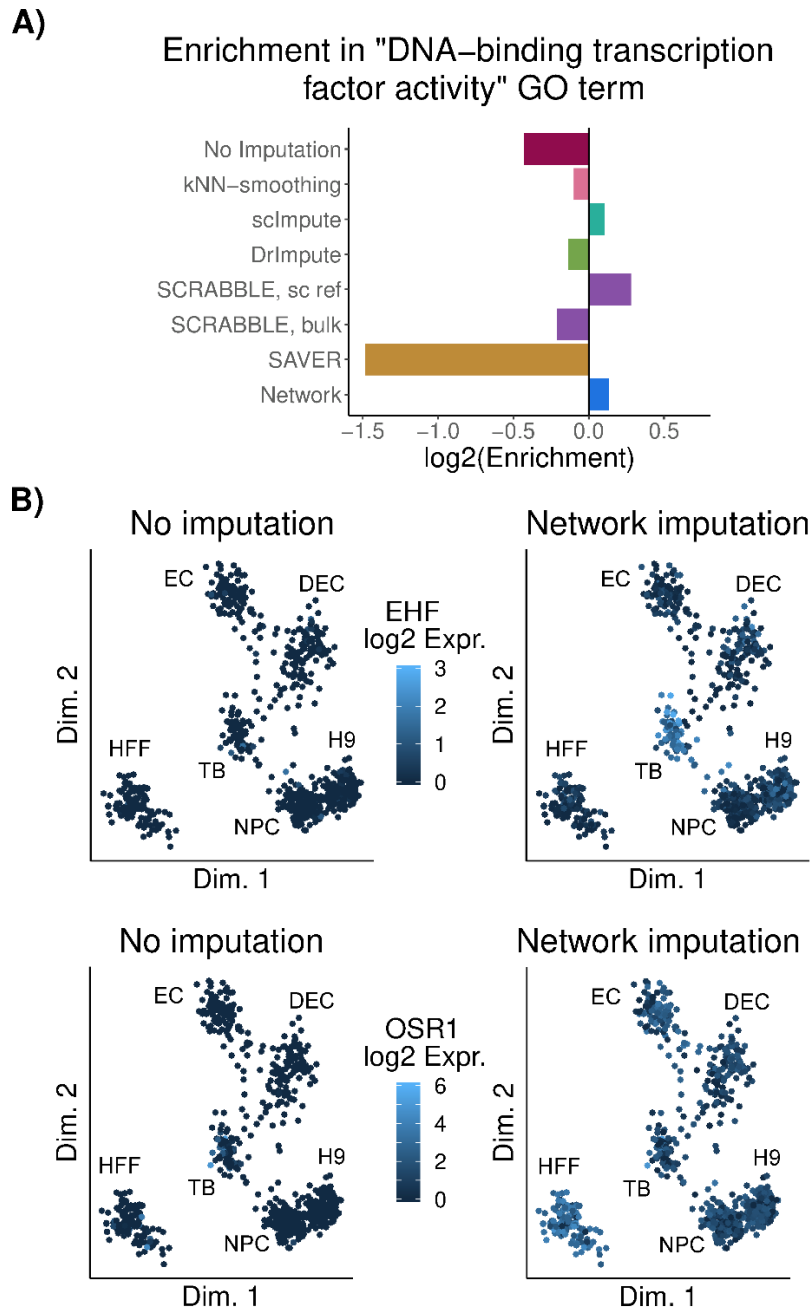 A)
Enrichment in "DNA−binding transcription
factor activity" GO term
No Imputation
kNN−smoothing
scImpute
DrImpute
SCRABBLE, sc ref
SCRABBLE, bulk
SAVER
Network
−1.5 −1.0 −0.5 0.0 0.5
log2(Enrichment)
B)
No imputation
Network imputation
EC
DEC
HFF
TB
NPC
H9
Dim. 2
Dim. 1
EHF
log2 Expr.
3
2
1
0
EC
DEC
HFF
TB
NPC
H9
Dim. 2
Dim. 1
No imputation
Network imputation
EC
DEC
HFF
TB
NPC
H9
Dim. 2
Dim. 1
OSR1
log2 Expr.
6
4
2
0
EC
DEC
HFF
TB
NPC
H9
Dim. 2
Dim. 1